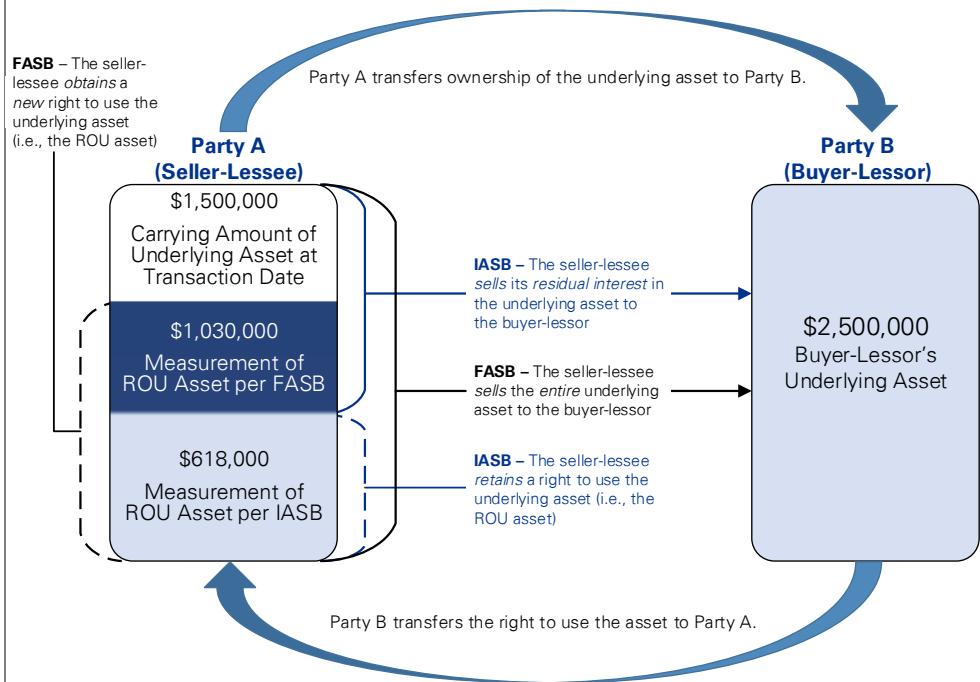 FASB – The seller-
lessee obtains a
new right to use the
underlying asset
(i.e., the ROU asset)
Party A transfers ownership of the underlying asset to Party B.
Party A
(Seller-Lessee)
Party B
(Buyer-Lessor)
$1,500,000
Carrying Amount of
Underlying Asset at
Transaction Date
$1,030,000
Measurement of
ROU Asset per FASB
$618,000
Measurement of
ROU Asset per IASB
IASB – The seller-lessee
sells its residual interest in
the underlying asset to
the buyer-lessor
FASB – The seller-lessee
sells the entire underlying
asset to the buyer-lessor
IASB – The seller-lessee
retains a right to use the
underlying asset (i.e., the
ROU asset)
$2,500,000
Buyer-Lessor's
Underlying Asset
Party B transfers the right to use the asset to Party A.